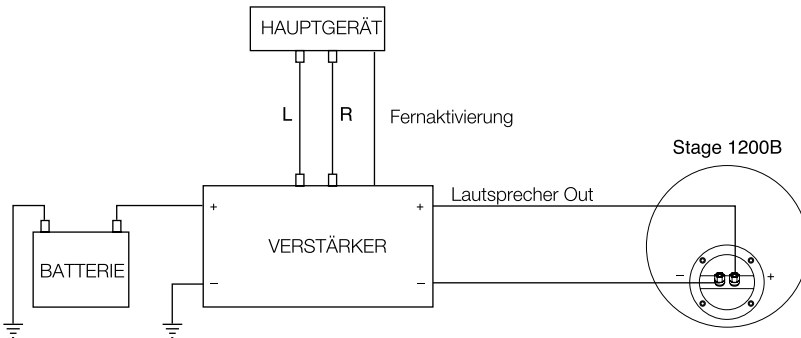 HAUPTGERÄT
L
R
Fernaktivierung
Stage 1200B
Lautsprecher Out
+
+
VERSTÄRKER
BATTERIE
–
–
–
+